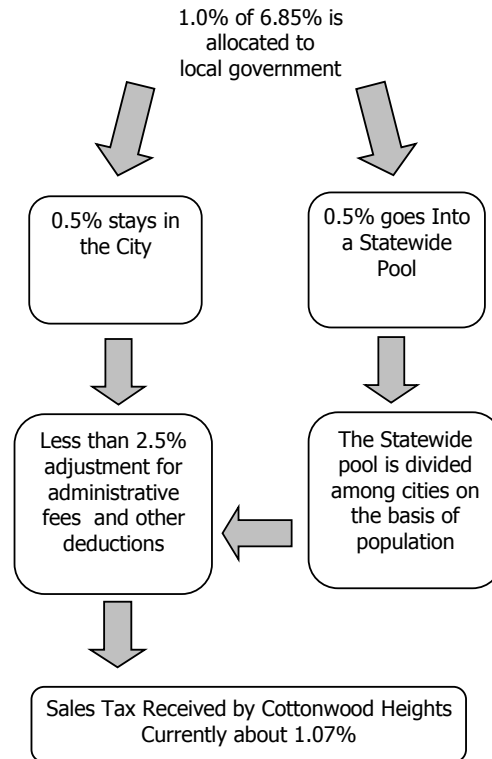 1.0% of 6.85% is
allocated to
local government
0.5% stays in
the City
0.5% goes Into
a Statewide
Pool
Less than 2.5%
adjustment for
administrative
fees and other
deductions
The Statewide
pool is divided
among cities on
the basis of
population
Sales Tax Received by Cottonwood Heights
Currently about 1.07%